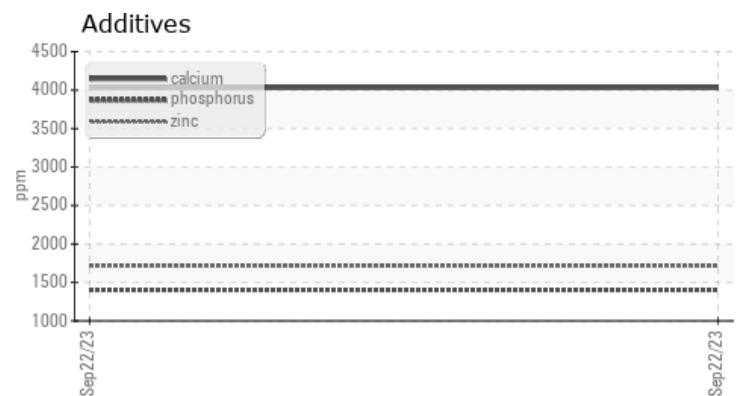 Additives
4500
4000
3500
3000
2500
2000
1500
1000
ppm
calcium
phosphorus
zinc
Sep22/23
Sep22/23